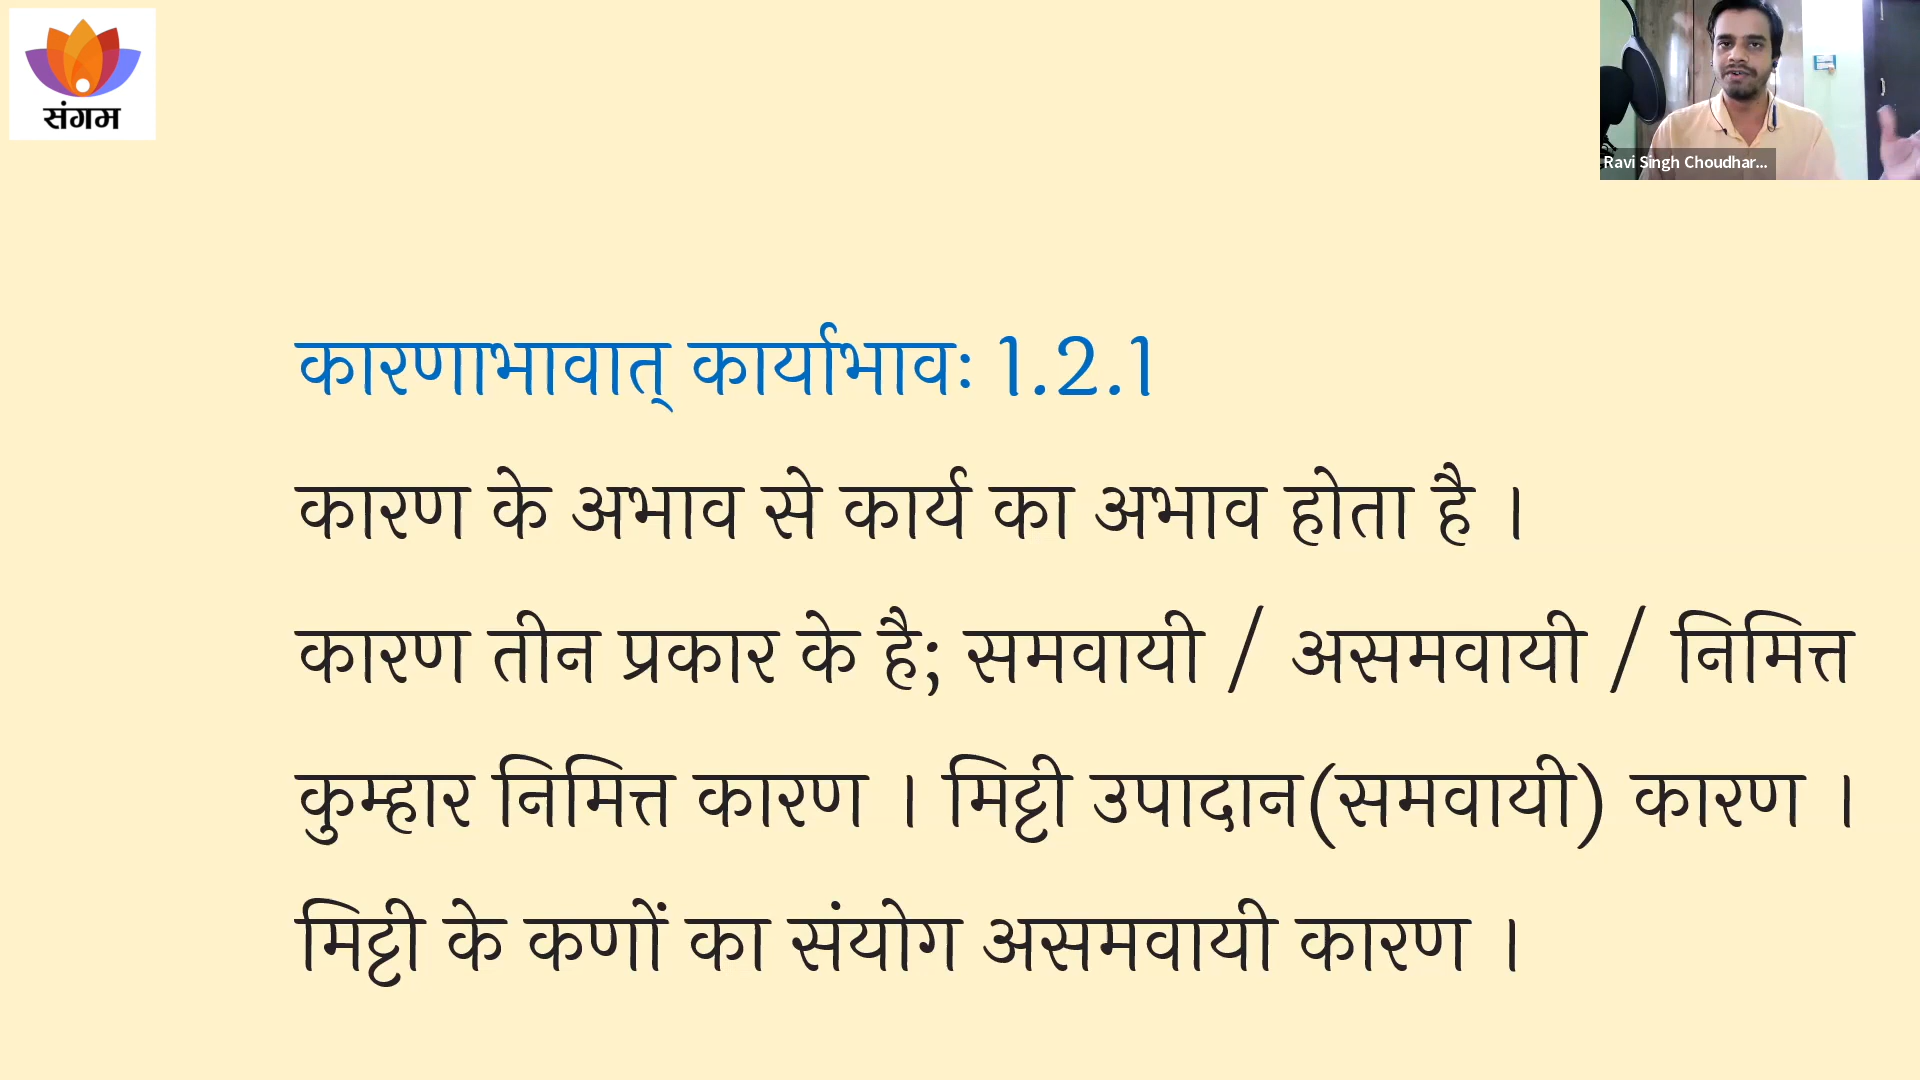 संगम
Ravi Singh Choudhar...
कारणाभावात् कार्याभावः 1.2.1
कारण के अभाव से कार्य का अभाव होता है ।
कारण तीन प्रकार के है; समवायी / असमवायी / निमित्त
कुम्हार निमित्त कारण । मिट्टी उपादान(समवायी) कारण ।
मिट्टी के कणों का संयोग असमवायी कारण ।